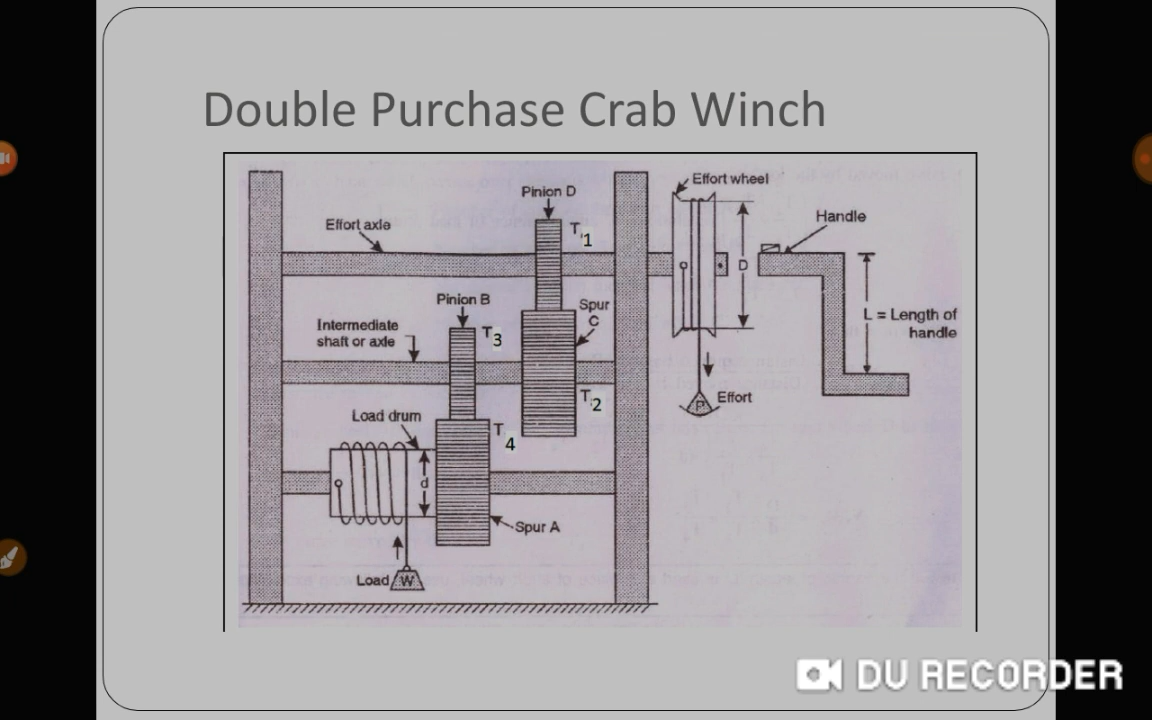 Double Purchase Crab Winch
Pinion D
Effort wheel
Effort axle
T1
Handle
D
Pinion B
Spur
C
L = Length of
handle
Intermediate
shaft or axle
T3
T2
P
Effort
Load drum
T4
d
Spur A
Load
W
DU RECORDER